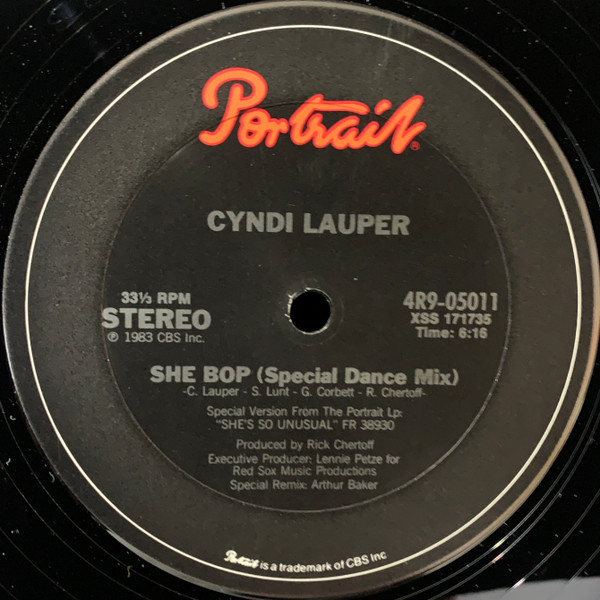 Portrait®
CYNDI LAUPER
33⅓ RPM
STEREO
℗ 1983 CBS Inc.
4R9-05011
XSS 171735
Time: 6:16
SHE BOP (Special Dance Mix)
-C. Lauper - S. Lunt - G. Corbett - R. Chertoff-
Special Version From The Portrait Lp:
"SHE'S SO UNUSUAL" FR 38930
Produced by Rick Chertoff
Executive Producer: Lennie Petze for
Red Sox Music Productions
Special Remix: Arthur Baker
Portrait is a trademark of CBS Inc